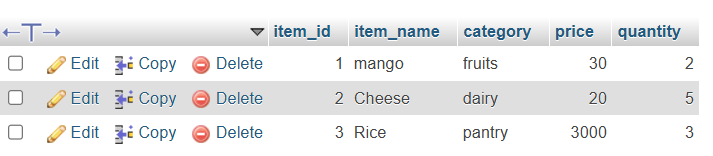 item_id item_name category price quantity
Edit Copy Delete 1 mango fruits 30 2
Edit Copy Delete 2 Cheese dairy 20 5
Edit Copy Delete 3 Rice pantry 3000 3